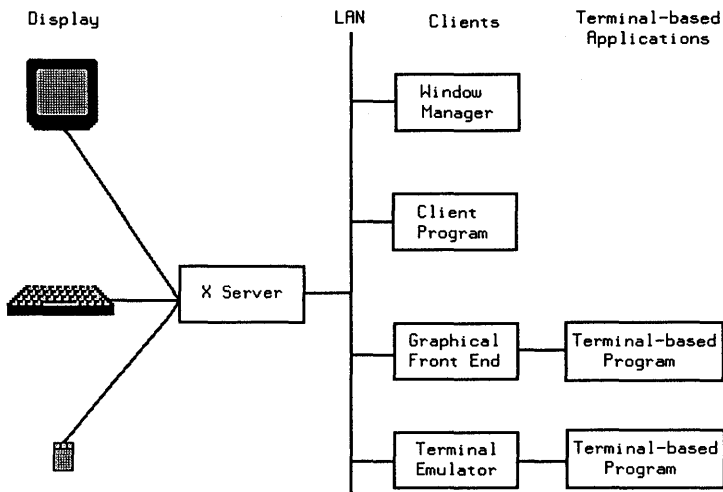 Display
LAN
Clients
Terminal-based
Applications
Window
Manager
Client
Program
X Server
Graphical
Front End
Terminal-based
Program
Terminal
Emulator
Terminal-based
Program